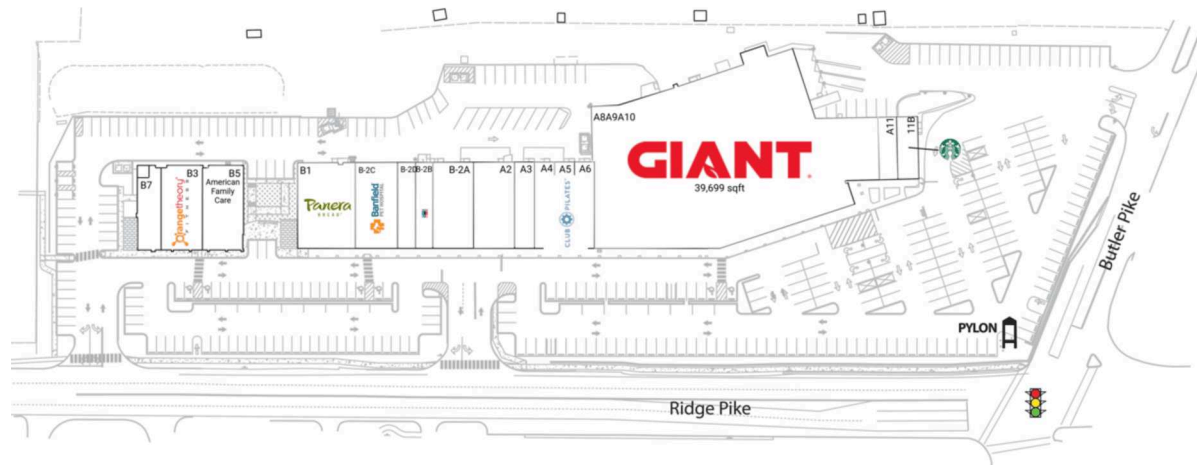 A8A9A10
A11
11B
GIANT
39,699 sqft
B7
orangetheory
FITNESS
B3
B5
American
Family
Care
B1
Panera
BREAD
B-2C
Banfield
PET HOSPITAL
B-2D
B-2B
B-2A
A2
A3
A4
A5
A6
CLUB PILATES
Butler Pike
PYLON
Ridge Pike